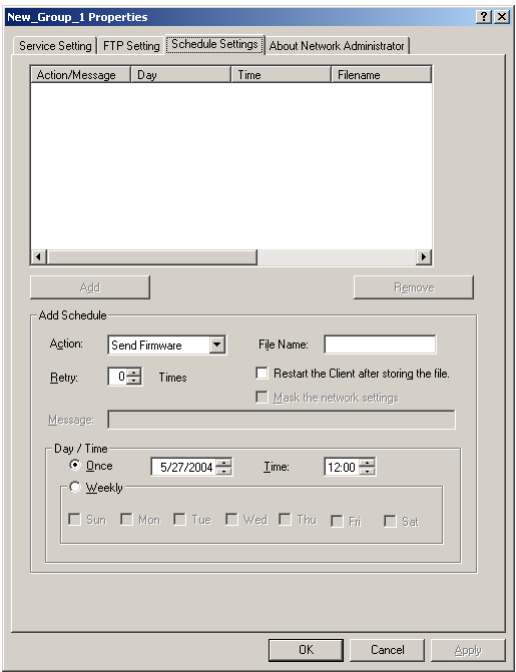 New_Group_1 Properties
Service Setting FTP Setting Schedule Settings About Network Administrator
Action/Message Day Time Filename
Add Remove
Add Schedule
Action: Send Firmware File Name:
Retry: 0 Times Restart the Client after storing the file.
Mask the network settings
Message:
Day / Time
Once 5/27/2004 Time: 12:00
Weekly
Sun Mon Tue Wed Thu Fri Sat
OK Cancel Apply